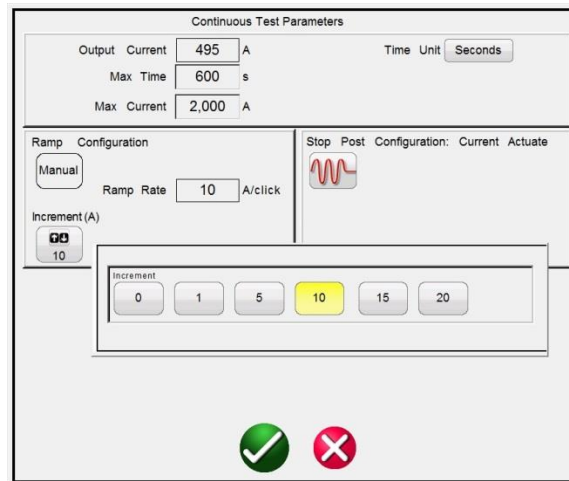 Continuous Test Parameters
Output Current 495 A
Time Unit Seconds
Max Time 600 s
Max Current 2,000 A
Ramp Configuration
Manual
Ramp Rate 10 A/click
Increment (A)
10
Stop Post Configuration: Current Actuate
Increment
0 1 5 10 15 20